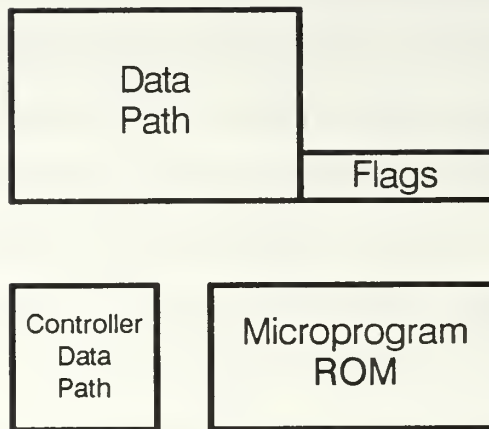 Data
Path
Flags
Controller
Data
Path
Microprogram
ROM